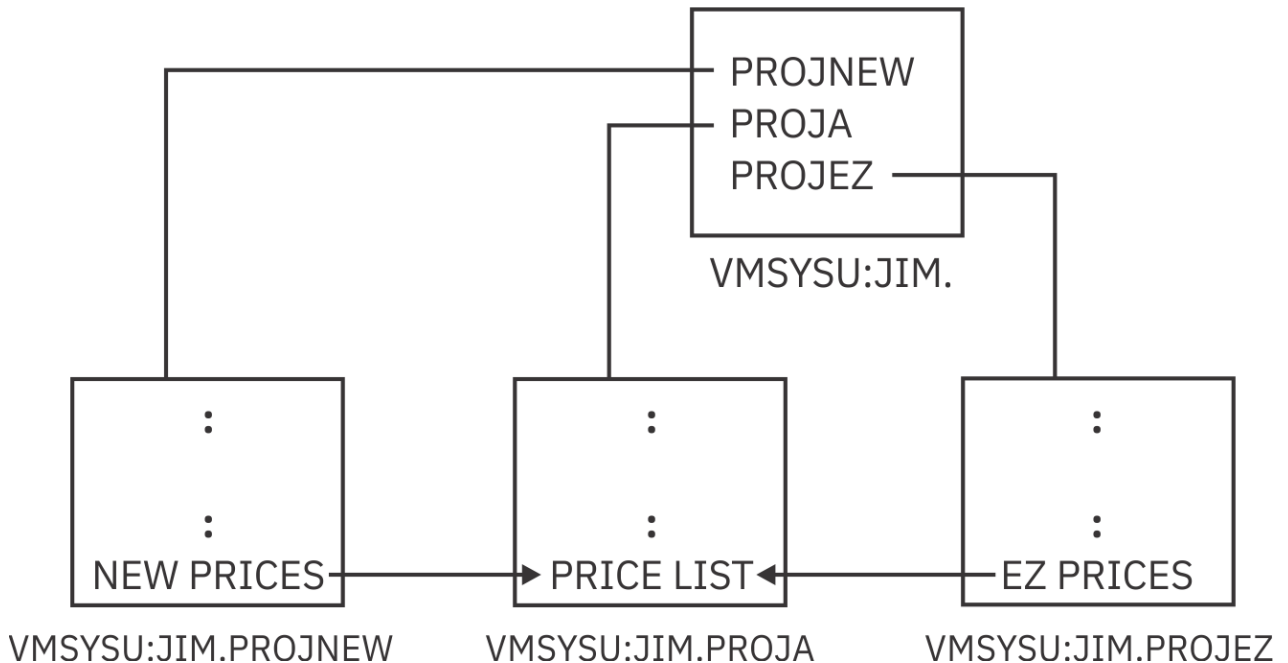 PROJNEW
PROJA
PROJEZ
VMSYSU:JIM.
:
:
NEW PRICES
VMSYSU:JIM.PROJNEW
:
:
PRICE LIST
VMSYSU:JIM.PROJA
:
:
EZ PRICES
VMSYSU:JIM.PROJEZ